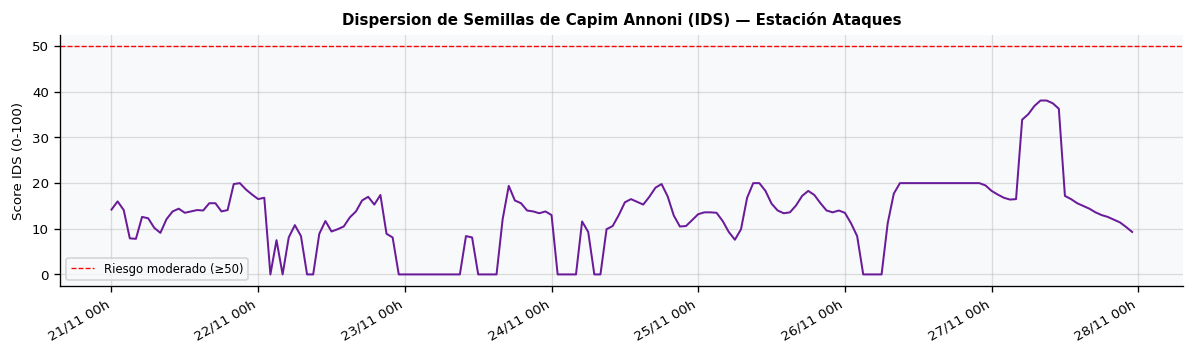 Dispersion de Semillas de Capim Annoni (IDS) — Estación Ataques
Score IDS (0-100)
50
40
30
20
10
0
Riesgo moderado (≥50)
21/11 00h
22/11 00h
23/11 00h
24/11 00h
25/11 00h
26/11 00h
27/11 00h
28/11 00h